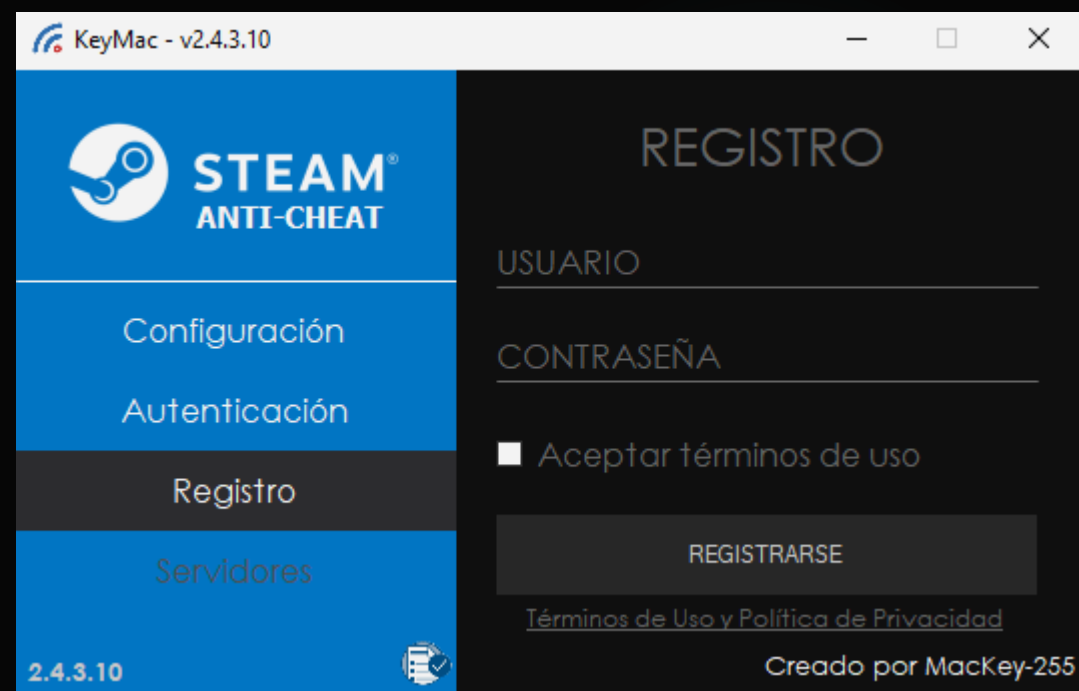 KeyMac - v2.4.3.10
STEAM®
ANTI-CHEAT
Configuración
Autenticación
Registro
Servidores
2.4.3.10
REGISTRO
USUARIO
CONTRASEÑA
Aceptar términos de uso
REGISTRARSE
Términos de Uso y Política de Privacidad
Creado por MacKey-255